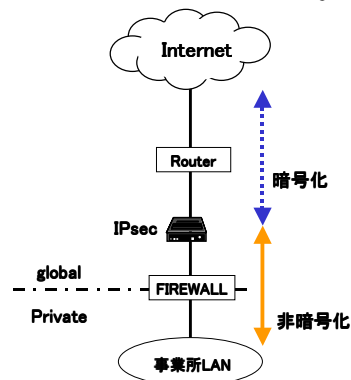 Internet
Router
暗号化
IPsec
global
FIREWALL
Private
非暗号化
事業所LAN